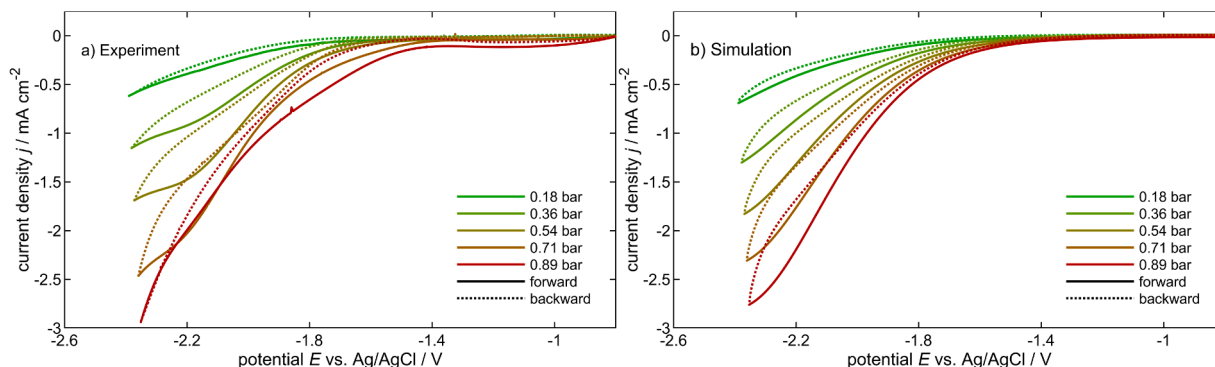 a) Experiment
0
-0.5
-1
-1.5
-2
-2.5
-3
current density j / mA cm⁻²
0.18 bar
0.36 bar
0.54 bar
0.71 bar
0.89 bar
forward
backward
-2.6 -2.2 -1.8 -1.4 -1
potential E vs. Ag/AgCl / V
b) Simulation
0
-0.5
-1
-1.5
-2
-2.5
-3
current density j / mA cm⁻²
0.18 bar
0.36 bar
0.54 bar
0.71 bar
0.89 bar
forward
backward
-2.6 -2.2 -1.8 -1.4 -1
potential E vs. Ag/AgCl / V